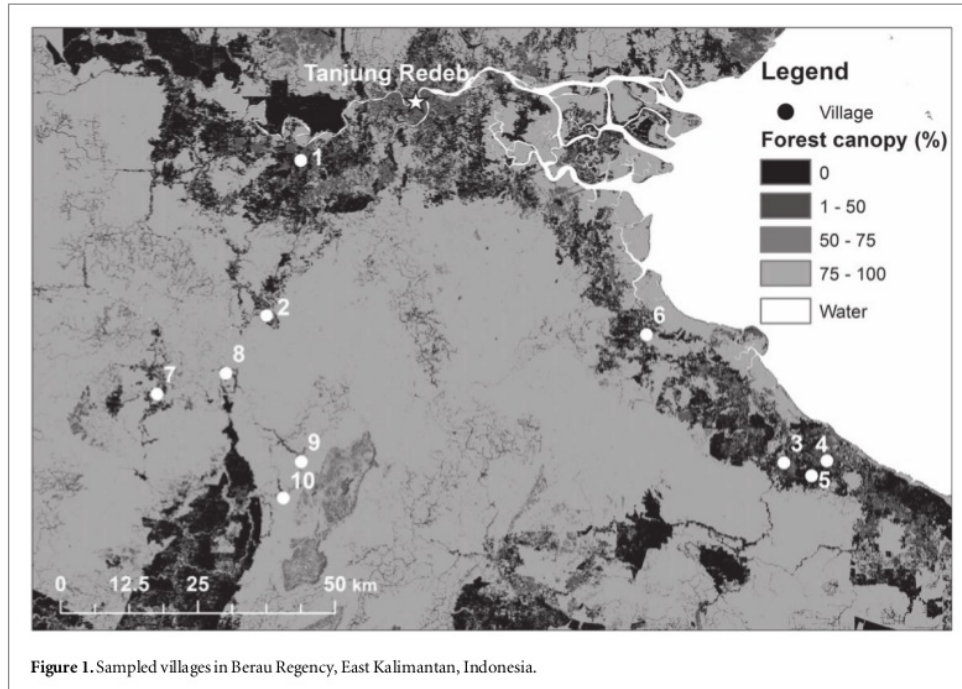 Tanjung Redeb
Legend
Village
Forest canopy (%)
0
1 - 50
50 - 75
75 - 100
Water
1
2
6
8
7
3
4
5
9
10
0 12.5 25 50 km
Figure 1. Sampled villages in Berau Regency, East Kalimantan, Indonesia.